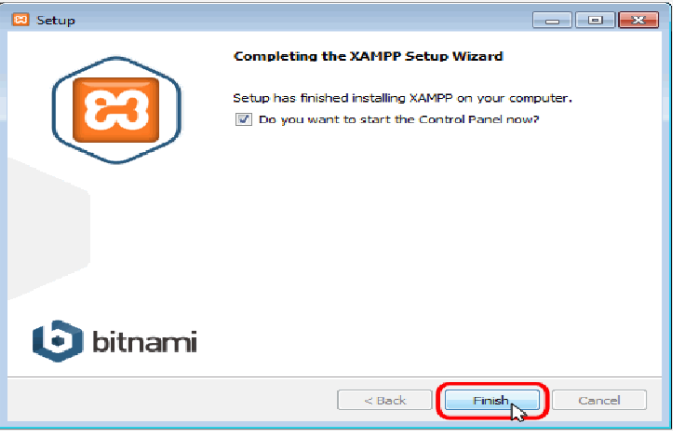 Setup
Completing the XAMPP Setup Wizard
Setup has finished installing XAMPP on your computer.
Do you want to start the Control Panel now?
bitnami
< Back
Finish
Cancel